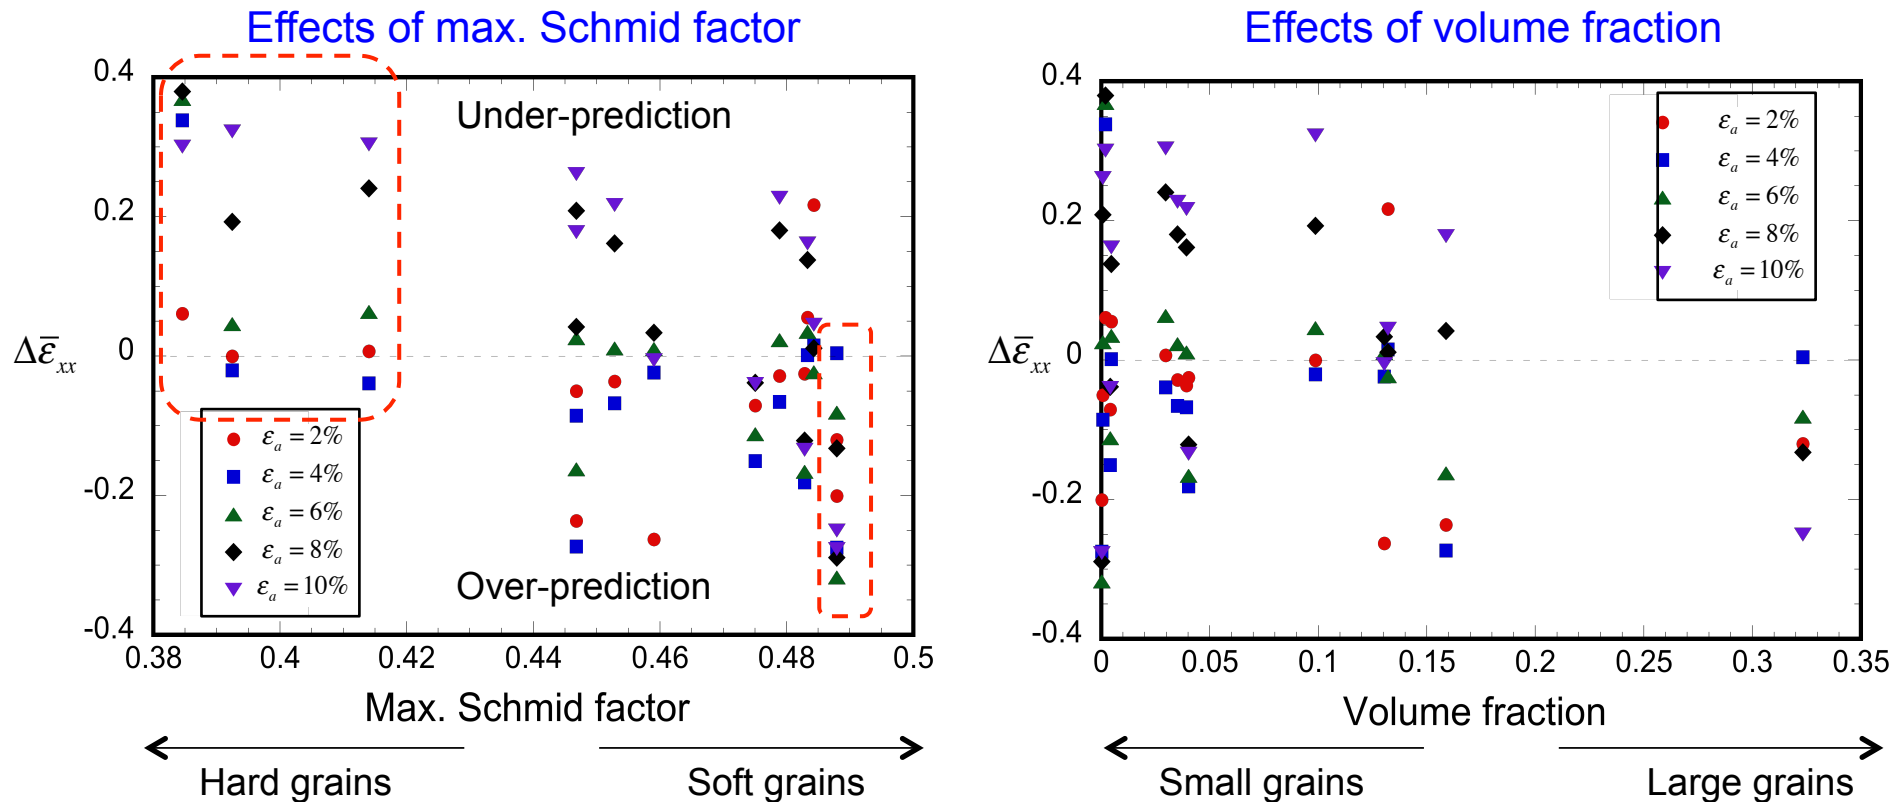 Effects of max. Schmid factor
0.4
0.2
0
-0.2
-0.4
Δε̄xx
Under-prediction
Over-prediction
εa = 2%
εa = 4%
εa = 6%
εa = 8%
εa = 10%
0.38 0.4 0.42 0.44 0.46 0.48 0.5
Max. Schmid factor
Hard grains Soft grains
Effects of volume fraction
0.4
0.2
0
-0.2
-0.4
Δε̄xx
εa = 2%
εa = 4%
εa = 6%
εa = 8%
εa = 10%
0 0.05 0.1 0.15 0.2 0.25 0.3 0.35
Volume fraction
Small grains Large grains